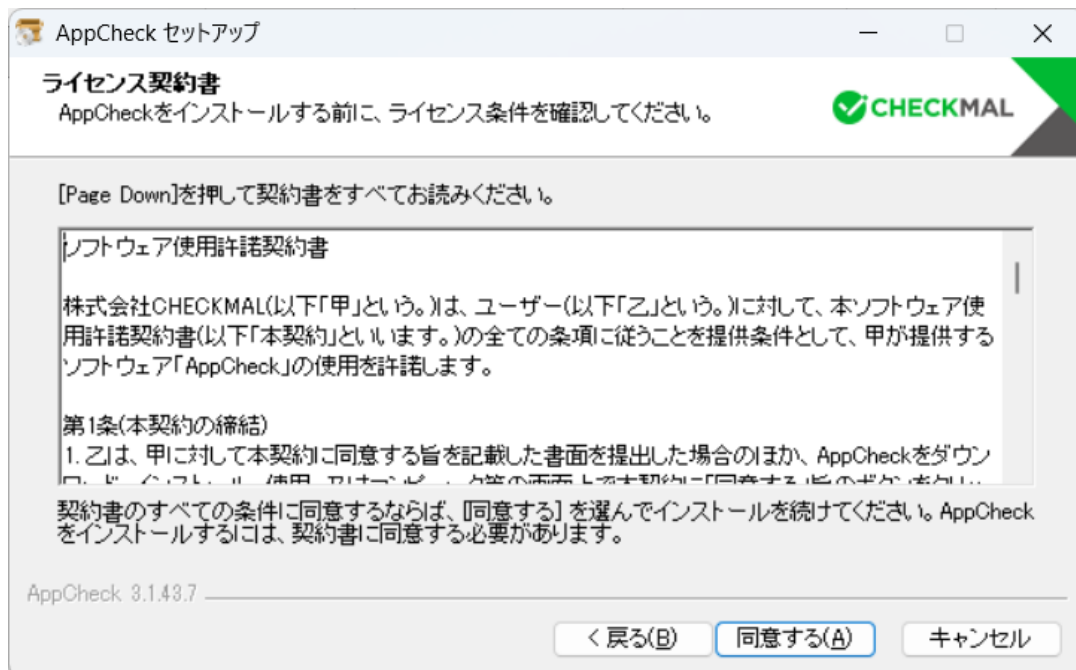 AppCheck セットアップ
ライセンス契約書
AppCheckをインストールする前に、ライセンス条件を確認してください。
CHECKMAL
[Page Down]を押して契約書をすべてお読みください。
ソフトウェア使用許諾契約書
株式会社CHECKMAL(以下「甲」という。)は、ユーザー(以下「乙」という。)に対して、本ソフトウェア使
用許諾契約書(以下「本契約」といいます。)の全ての条項に従うことを提供条件として、甲が提供する
ソフトウェア「AppCheck」の使用を許諾します。
第1条(本契約の締結)
1. 乙は、甲に対して本契約に同意する旨を記載した書面を提出した場合のほか、AppCheckをダウン
契約書のすべての条件に同意するならば、[同意する] を選んでインストールを続けてください。AppCheck
をインストールするには、契約書に同意する必要があります。
AppCheck 3.1.43.7
< 戻る(B)
同意する(A)
キャンセル